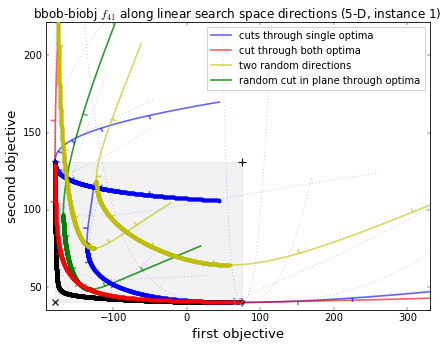 bbob-biobj f41 along linear search space directions (5-D, instance 1)
cuts through single optima
cut through both optima
two random directions
random cut in plane through optima
second objective
200
150
100
50
−100
0
100
200
300
first objective